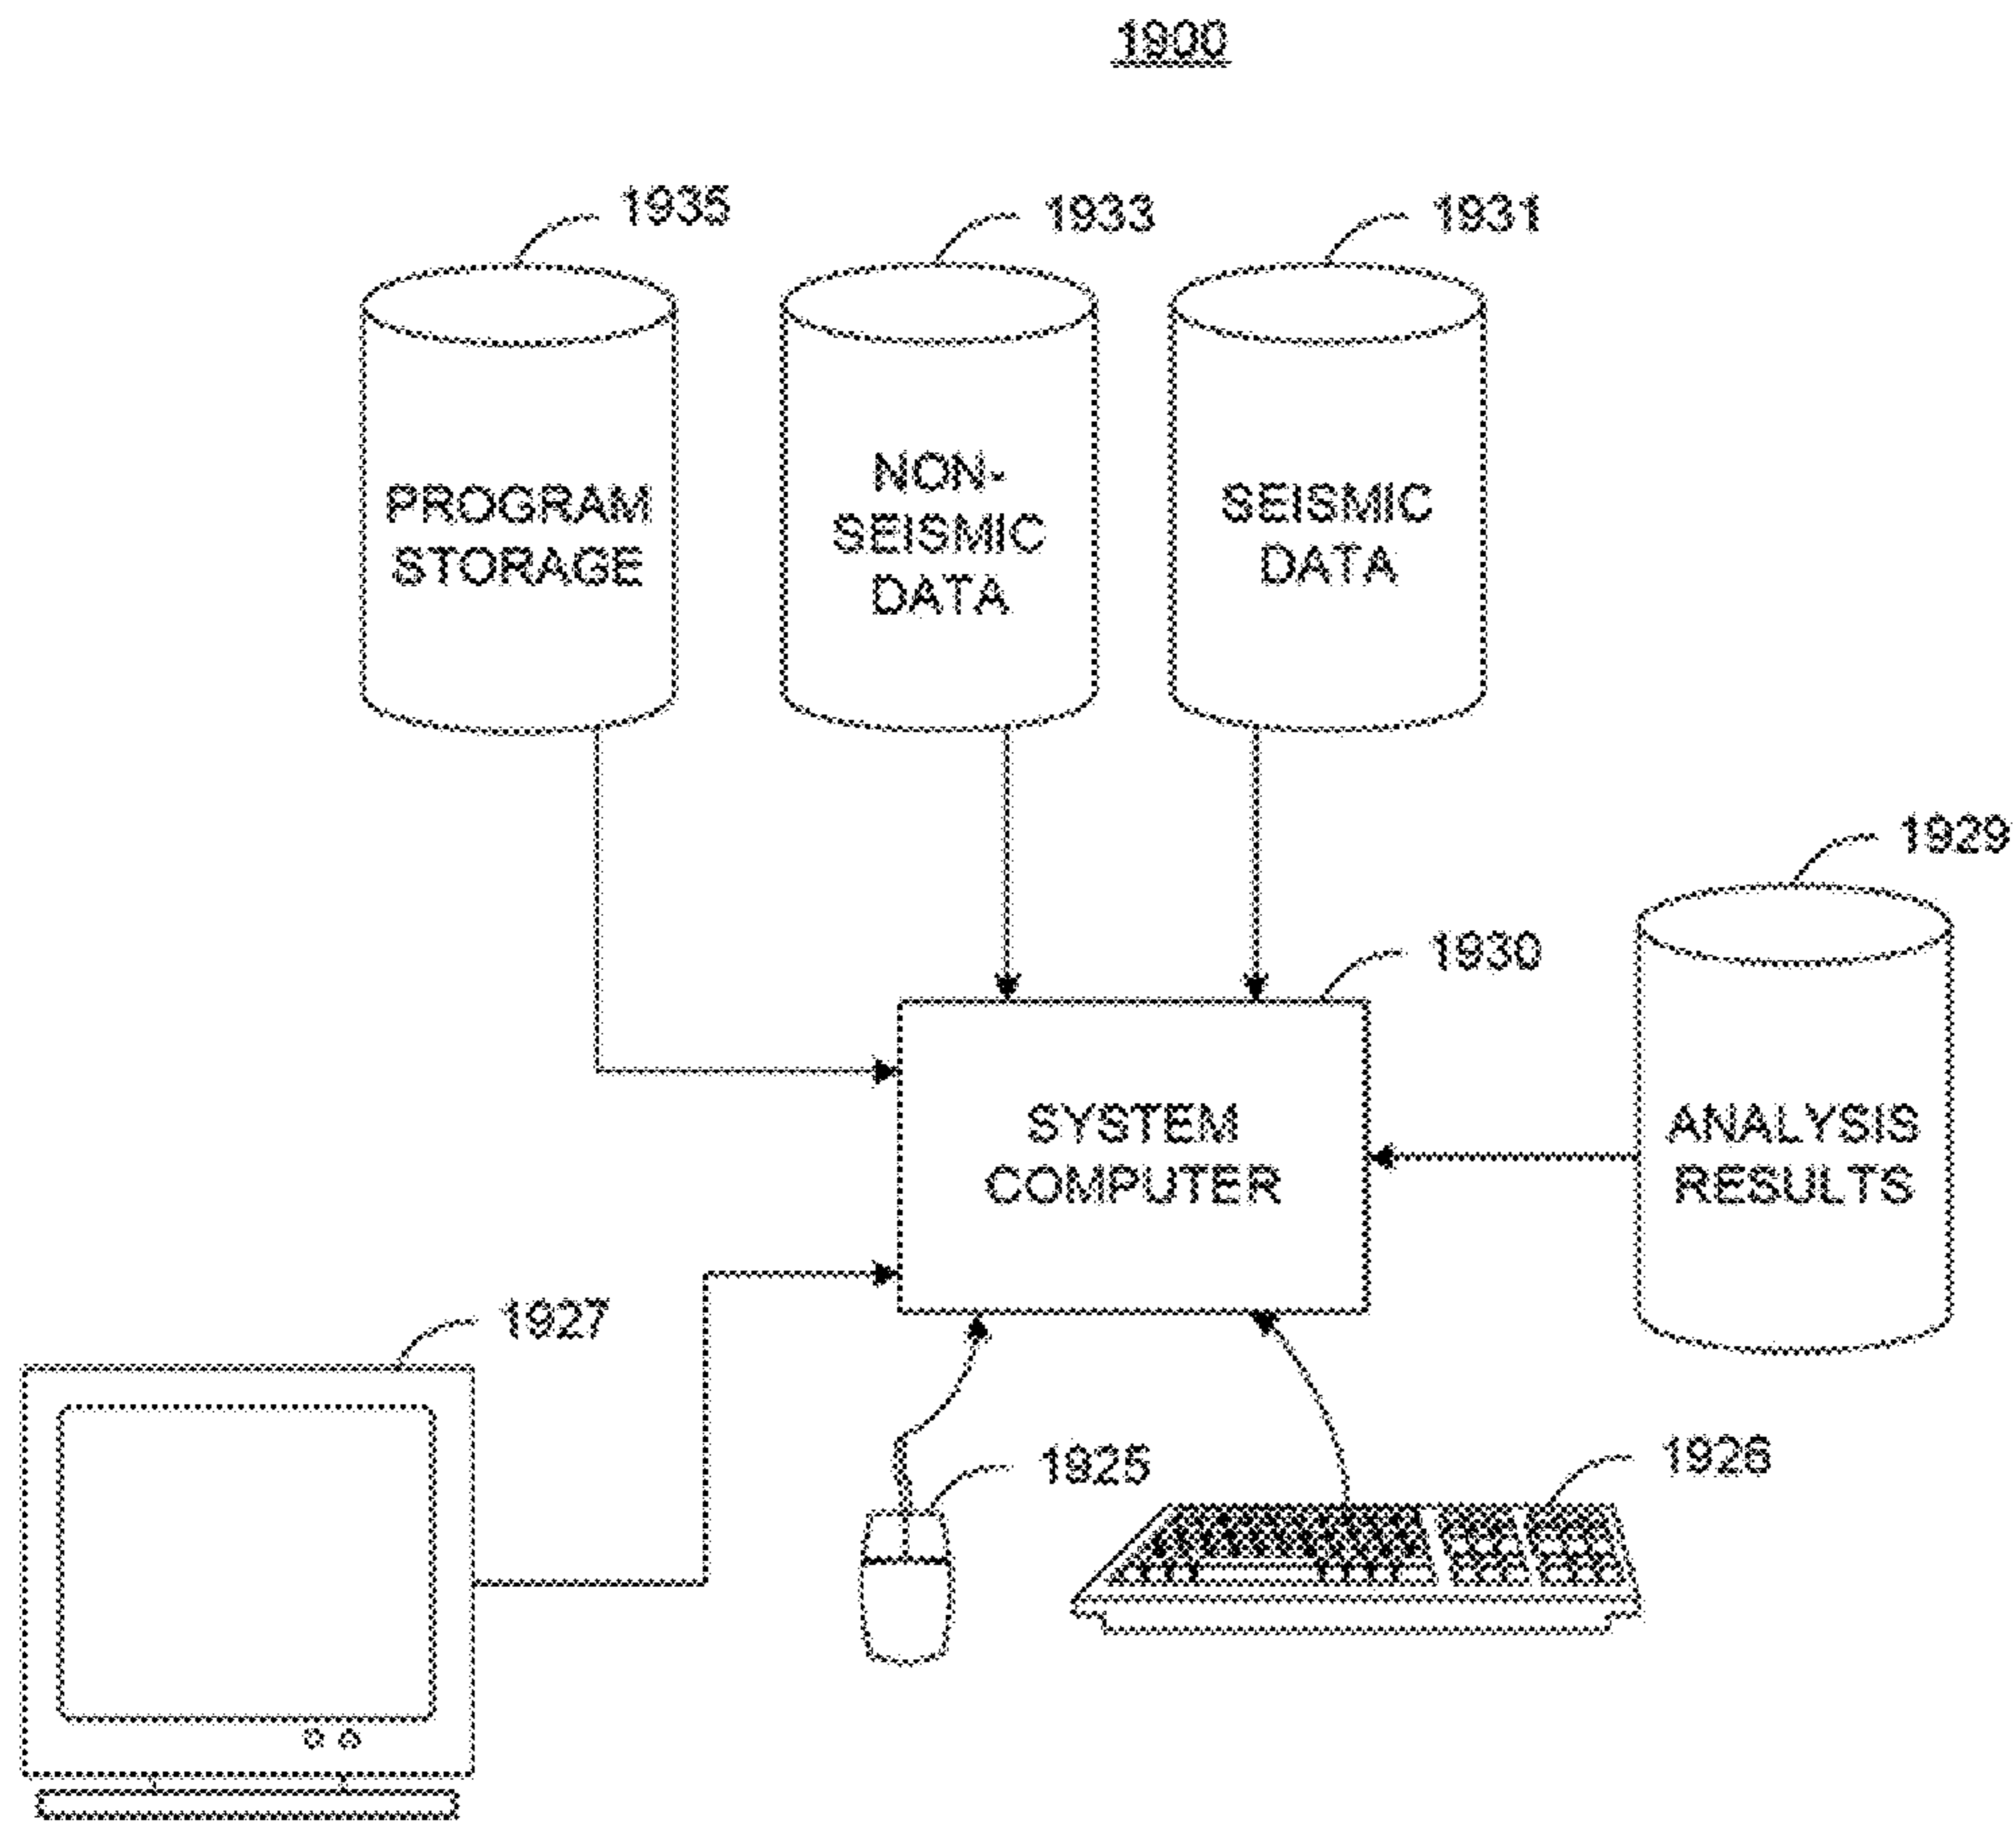 1900
1935
1933
1931
PROGRAM
STORAGE
NON-
SEISMIC
DATA
SEISMIC
DATA
1929
1930
SYSTEM
COMPUTER
ANALYSIS
RESULTS
1927
1925
1926